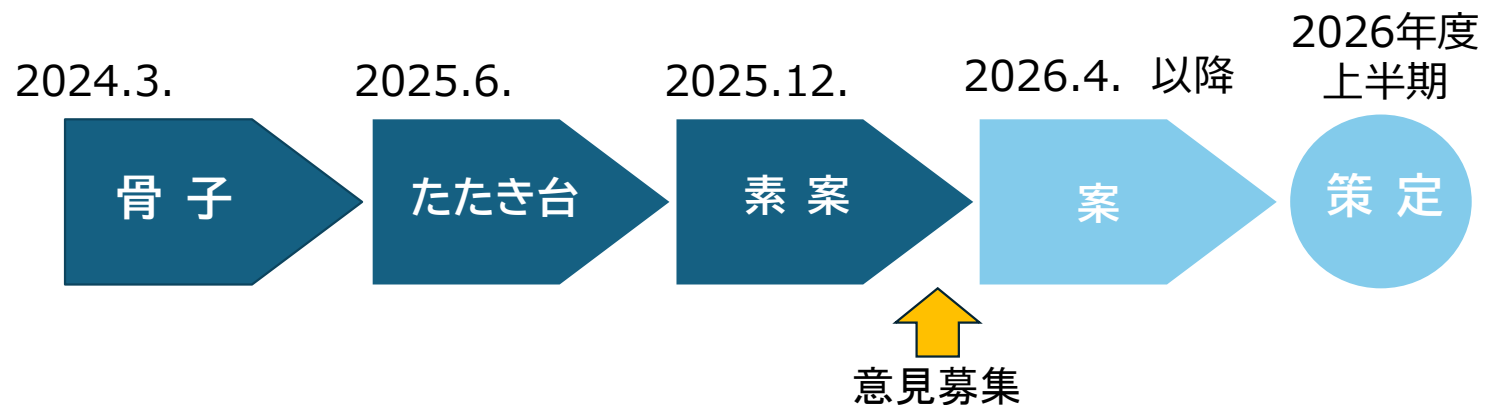 2024.3.
2025.6.
2025.12.
2026.4. 以降
2026年度
上半期
骨 子
たたき台
素 案
案
策 定
意見募集